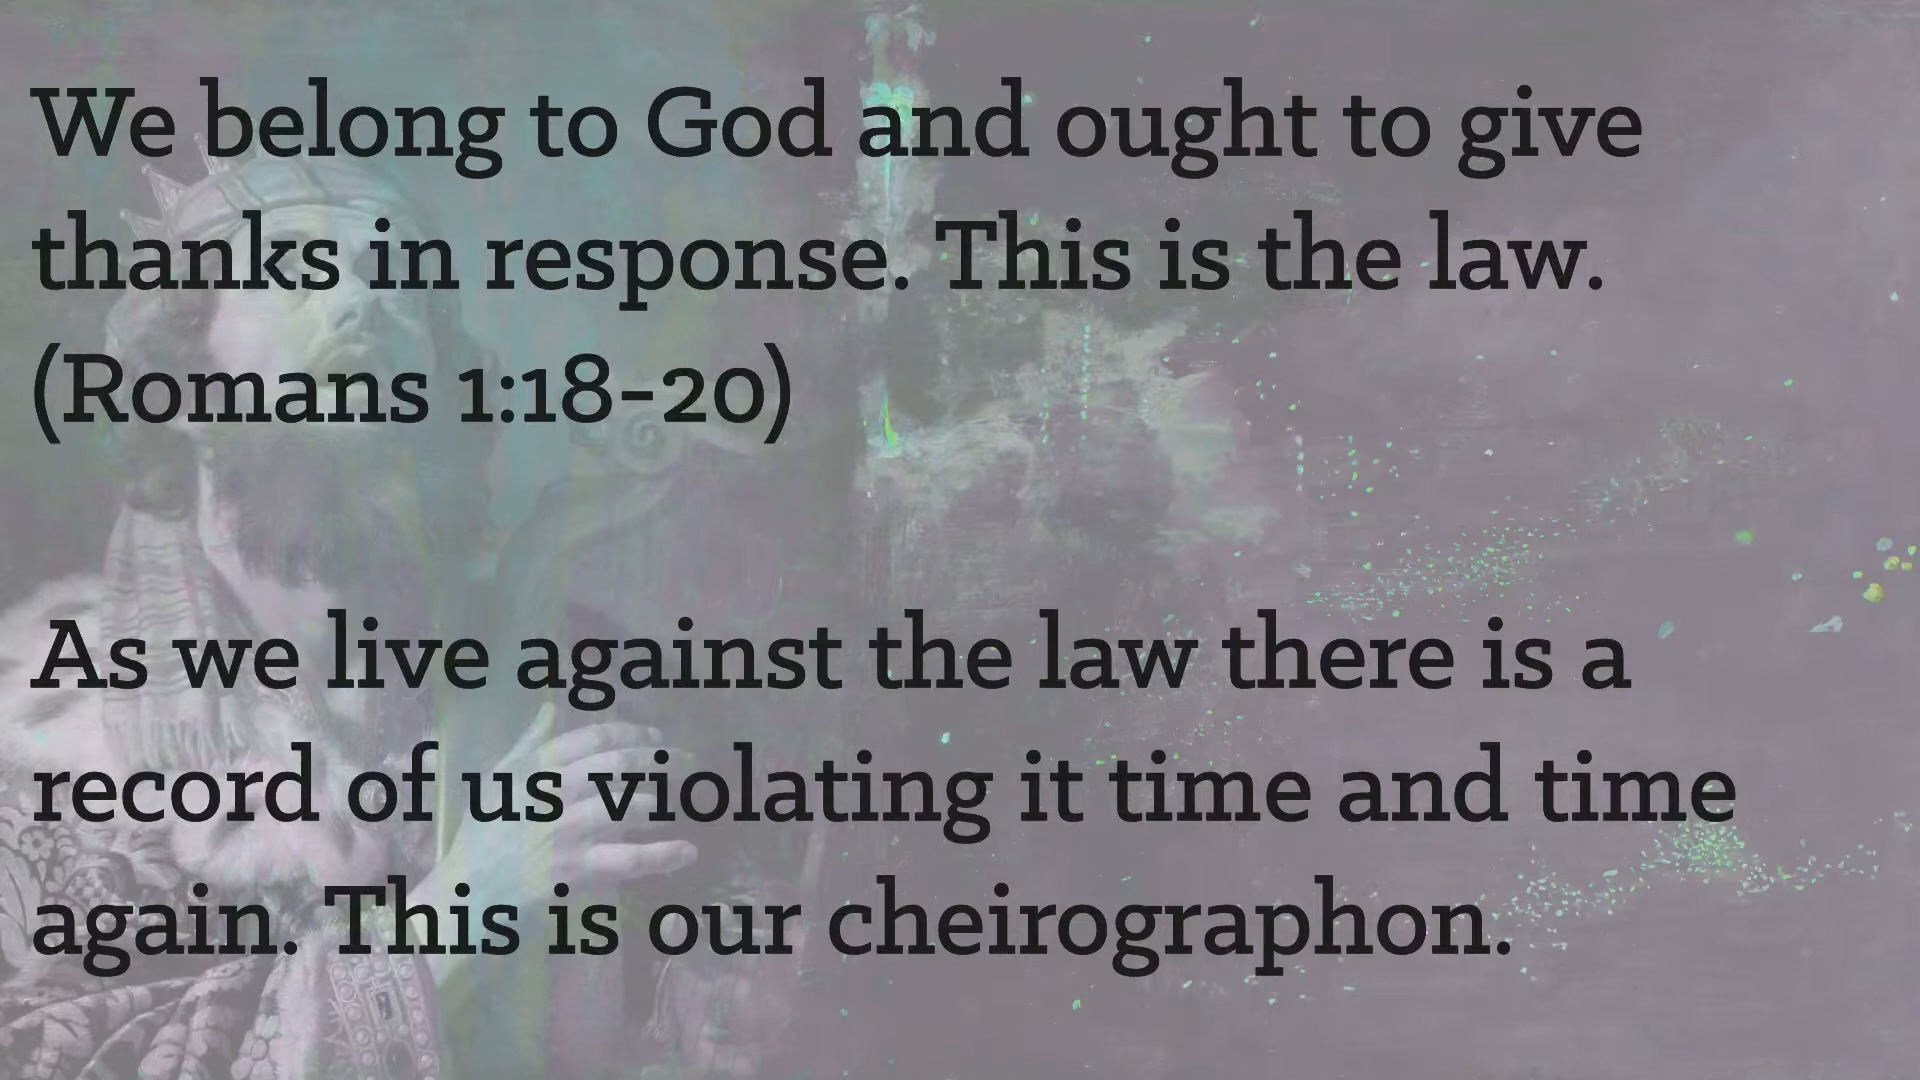 We belong to God and ought to give
thanks in response. This is the law.
(Romans 1:18-20)
As we live against the law there is a
record of us violating it time and time
again. This is our cheirographon.